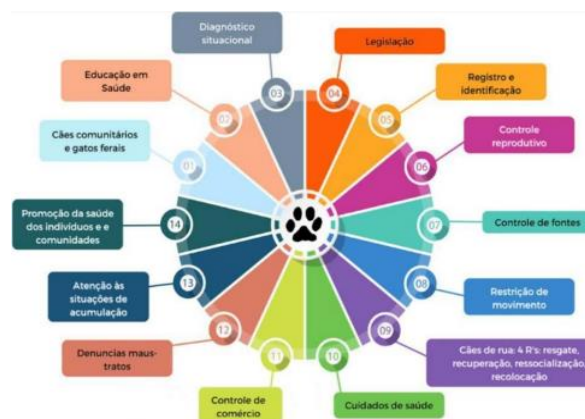 Diagnóstico
situacional
03
Legislação
04
Educação em
Saúde
02
Registro e
identificação
05
Cães comunitários
e gatos ferais
01
Controle
reprodutivo
06
Promoção da saúde
dos indivíduos e e
comunidades
14
Controle de fontes
07
Atenção às
situações de
acumulação
13
Restrição de
movimento
08
Denuncias maus-
tratos
12
Cães de rua: 4 R's: resgate,
recuperação, ressocialização,
recolocação
09
Controle de
comércio
11
Cuidados de saúde
10